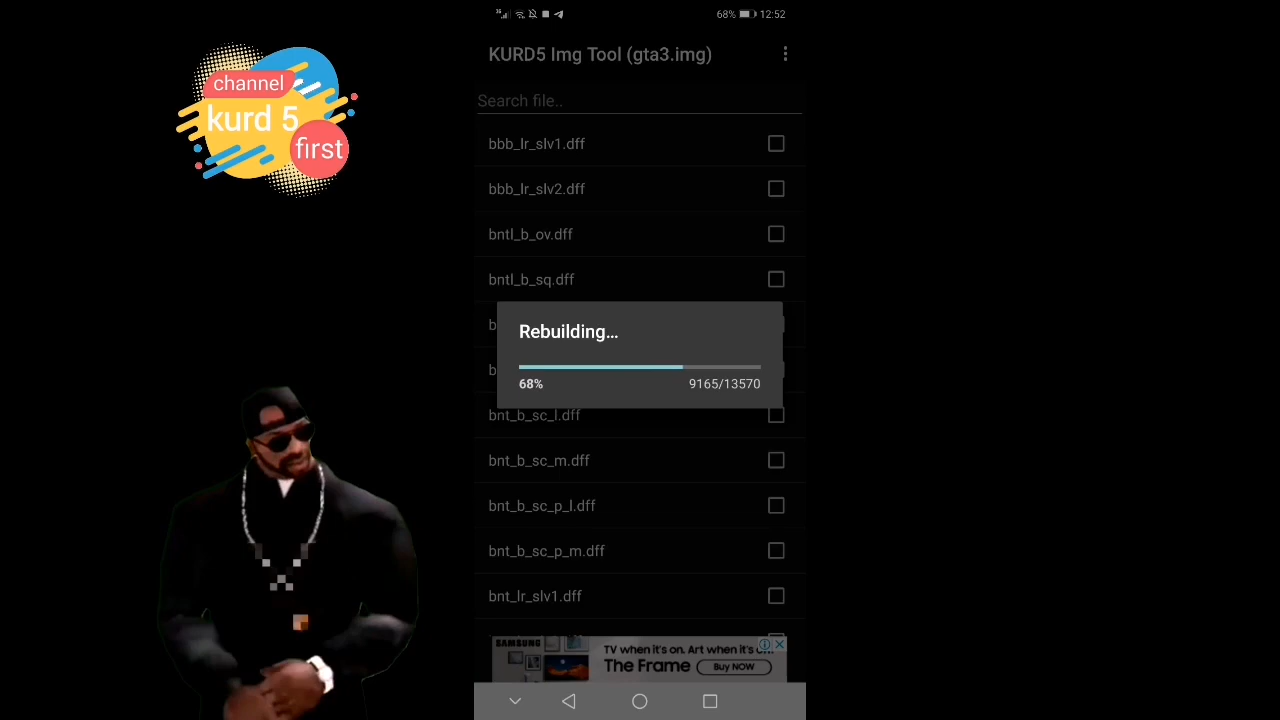 channel
kurd 5
first
68% 12:52
KURD5 Img Tool (gta3.img)
Search file..
bbb_lr_slv1.dff
bbb_lr_slv2.dff
bntl_b_ov.dff
bntl_b_sq.dff
Rebuilding...
68% 9165/13570
bnt_b_sc_l.dff
bnt_b_sc_m.dff
bnt_b_sc_p_l.dff
bnt_b_sc_p_m.dff
bnt_lr_slv1.dff
SAMSUNG
TV when it's on. Art when it's
The Frame Buy NOW